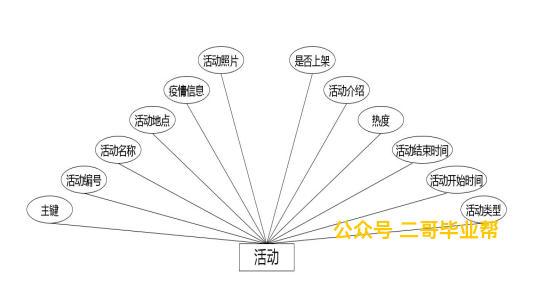 活动照片
是否上架
疫情信息
活动介绍
活动地点
热度
活动名称
活动结束时间
活动编号
活动开始时间
主键
活动类型
公众号 二哥毕业帮
活动